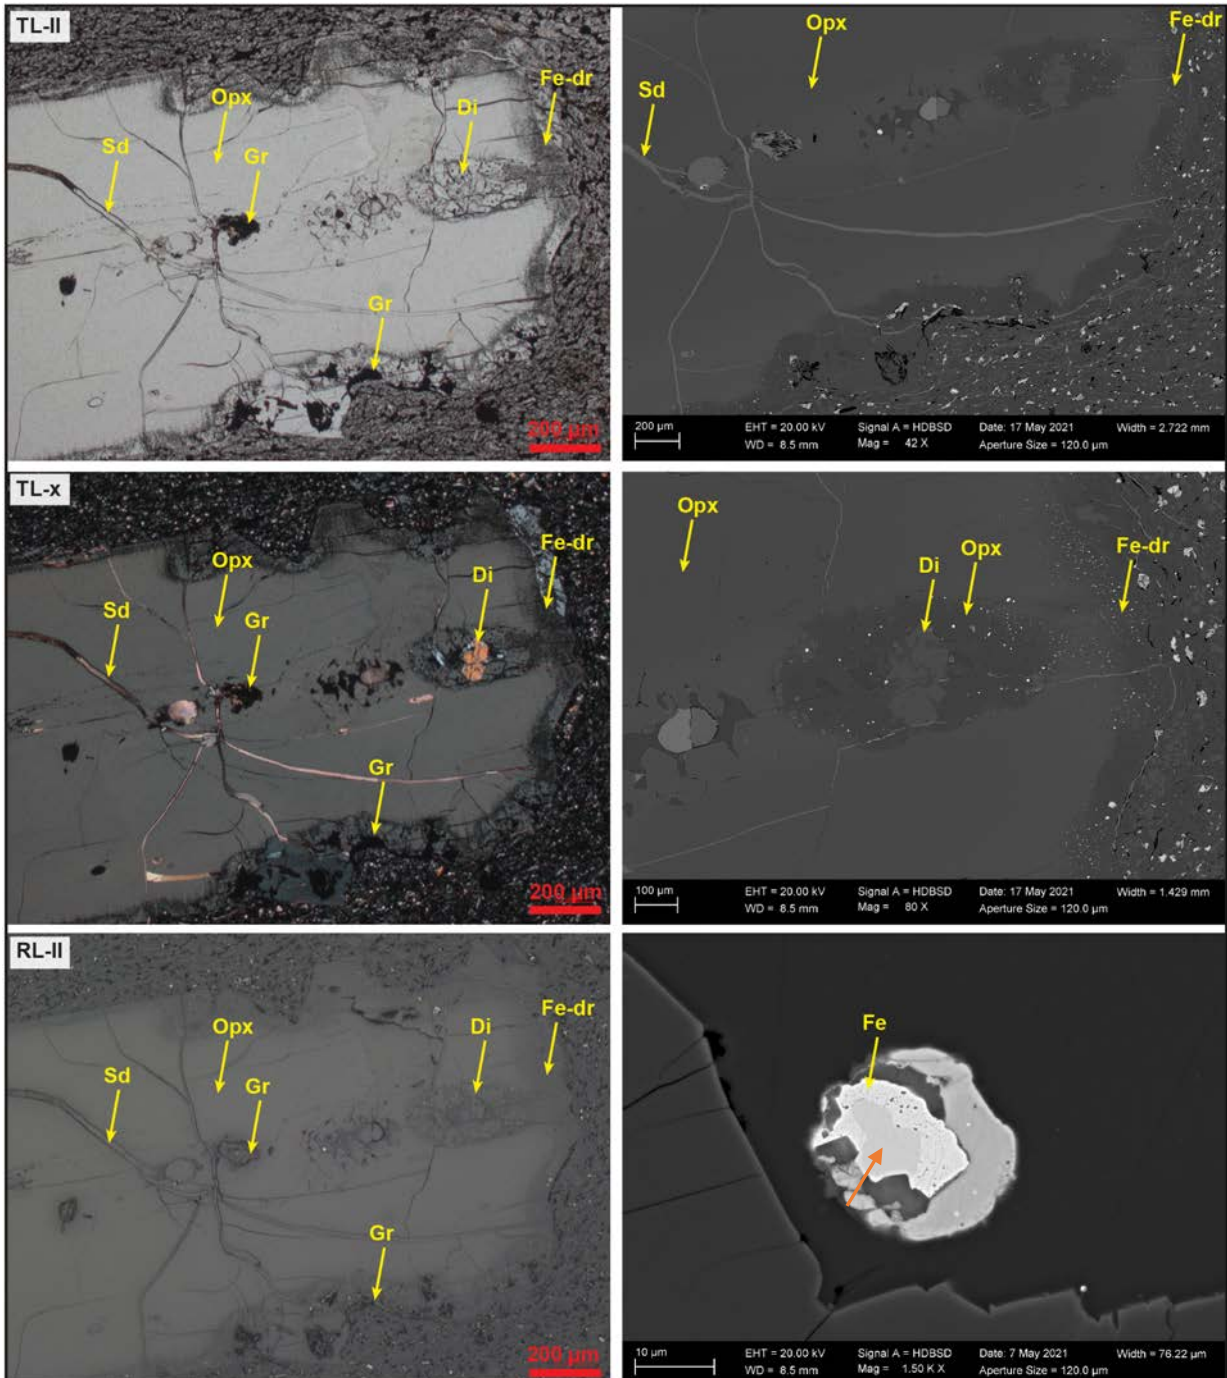 TL-II
Opx
Sd
Gr
Di
Fe-dr
Gr
200 µm
Opx
Fe-dr
Sd
200 µm
EHT = 20.00 kV Signal A = HDBSD Date: 17 May 2021 Width = 2.722 mm
WD = 8.5 mm Mag = 42 X Aperture Size = 120.0 µm
TL-x
Opx
Sd
Gr
Di
Fe-dr
Gr
200 µm
Opx
Di
Opx
Fe-dr
100 µm
EHT = 20.00 kV Signal A = HDBSD Date: 17 May 2021 Width = 1.429 mm
WD = 8.5 mm Mag = 80 X Aperture Size = 120.0 µm
RL-II
Opx
Sd
Gr
Di
Fe-dr
Gr
200 µm
Fe
10 µm
EHT = 20.00 kV Signal A = HDBSD Date: 7 May 2021 Width = 76.22 µm
WD = 8.5 mm Mag = 1.50 K X Aperture Size = 120.0 µm